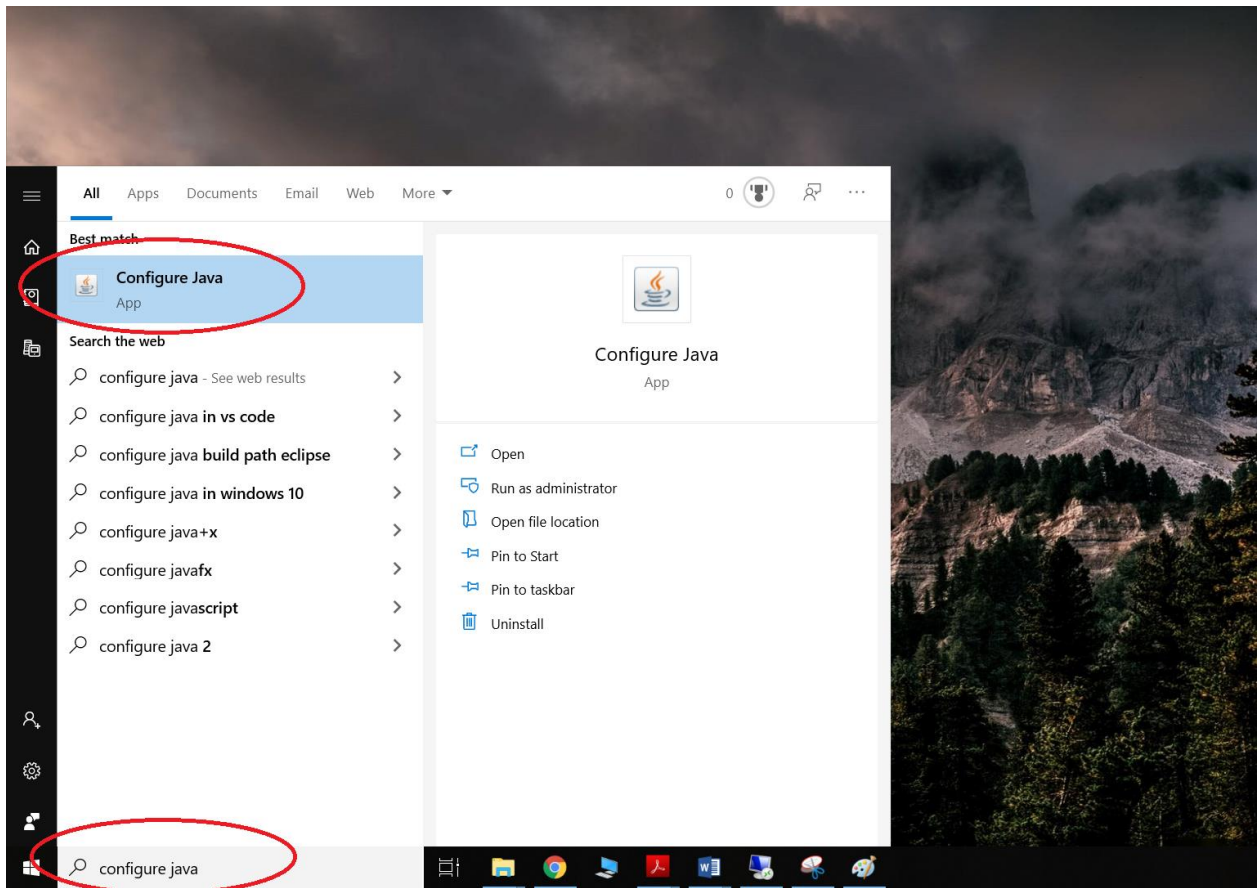 All Apps Documents Email Web More 0
Best match
Configure Java
App
Search the web
configure java - See web results
configure java in vs code
configure java build path eclipse
configure java in windows 10
configure java+x
configure javafx
configure javascript
configure java 2
Configure Java
App
Open
Run as administrator
Open file location
Pin to Start
Pin to taskbar
Uninstall
configure java